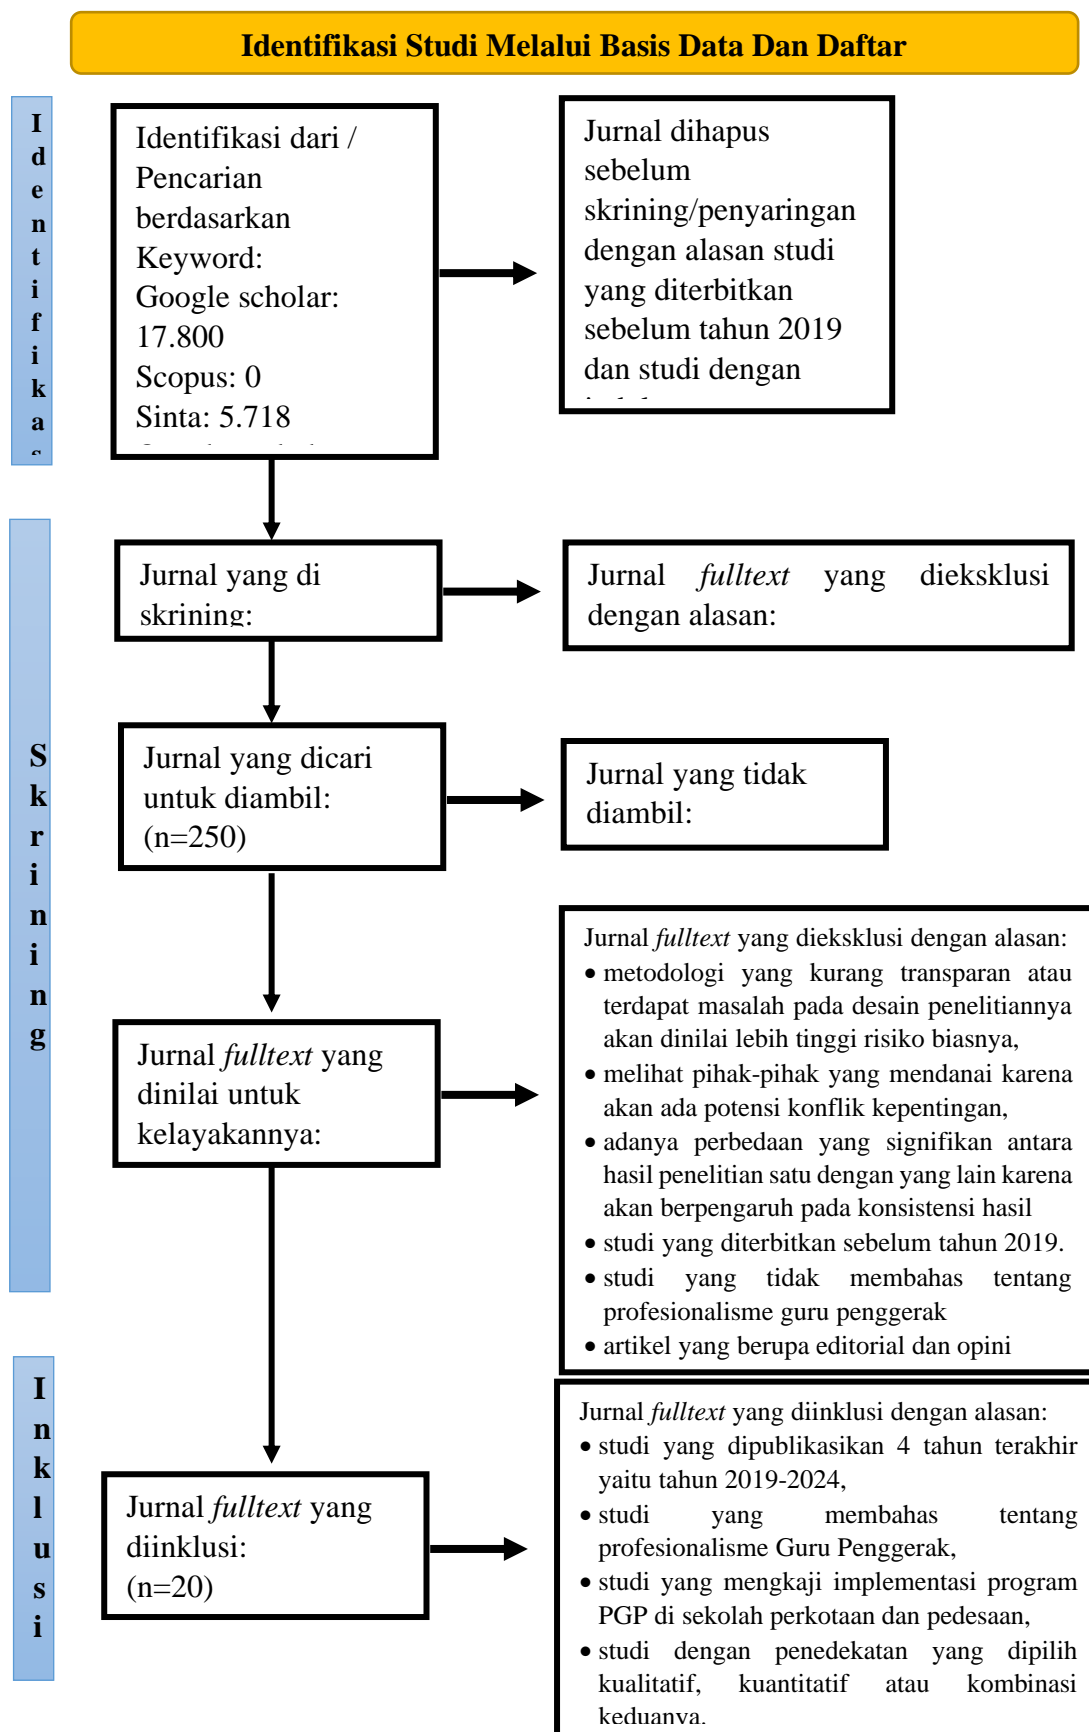 Identifikasi Studi Melalui Basis Data Dan Daftar
Identifikas
Identifikasi dari /
Pencarian
berdasarkan
Keyword:
Google scholar:
17.800
Scopus: 0
Sinta: 5.718
Jurnal dihapus
sebelum
skrining/penyaringan
dengan alasan studi
yang diterbitkan
sebelum tahun 2019
dan studi dengan
Skrining
Jurnal yang di
skrining:
Jurnal fulltext yang dieksklusi
dengan alasan:
Jurnal yang dicari
untuk diambil:
(n=250)
Jurnal yang tidak
diambil:
Jurnal fulltext yang
dinilai untuk
kelayakannya:
Jurnal fulltext yang dieksklusi dengan alasan:
• metodologi yang kurang transparan atau
terdapat masalah pada desain penelitiannya
akan dinilai lebih tinggi risiko biasnya,
• melihat pihak-pihak yang mendanai karena
akan ada potensi konflik kepentingan,
• adanya perbedaan yang signifikan antara
hasil penelitian satu dengan yang lain karena
akan berpengaruh pada konsistensi hasil
• studi yang diterbitkan sebelum tahun 2019.
• studi yang tidak membahas tentang
profesionalisme guru penggerak
• artikel yang berupa editorial dan opini
Inklusi
Jurnal fulltext yang
diinklusi:
(n=20)
Jurnal fulltext yang diinklusi dengan alasan:
• studi yang dipublikasikan 4 tahun terakhir
yaitu tahun 2019-2024,
• studi yang membahas tentang
profesionalisme Guru Penggerak,
• studi yang mengkaji implementasi program
PGP di sekolah perkotaan dan pedesaan,
• studi dengan penedekatan yang dipilih
kualitatif, kuantitatif atau kombinasi
keduanya.